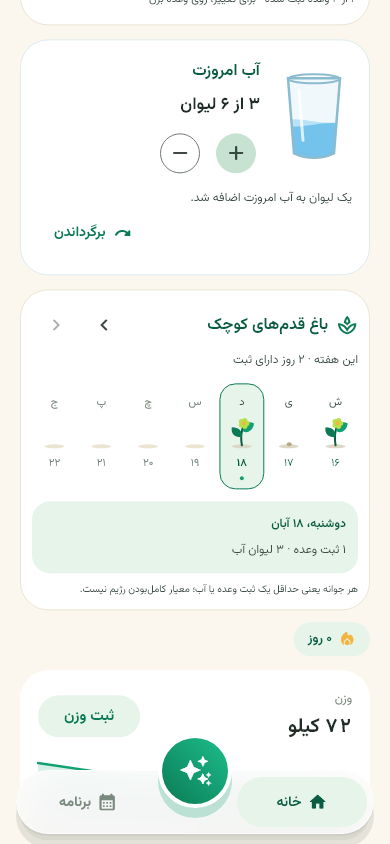 آب امروزت
۳ از ۶ لیوان
یک لیوان به آب امروزت اضافه شد.
برگرداندن
باغ قدم‌های کوچک
این هفته · ۲ روز دارای ثبت
ش ی د س چ پ ج
۱۶ ۱۷ ۱۸ ۱۹ ۲۰ ۲۱ ۲۲
دوشنبه، ۱۸ آبان
۱ ثبت وعده · ۳ لیوان آب
هر جوانه یعنی حداقل یک ثبت وعده یا آب؛ معیار کامل‌بودن رژیم نیست.
۰ روز
وزن
۷۲ کیلو
ثبت وزن
خانه
برنامه